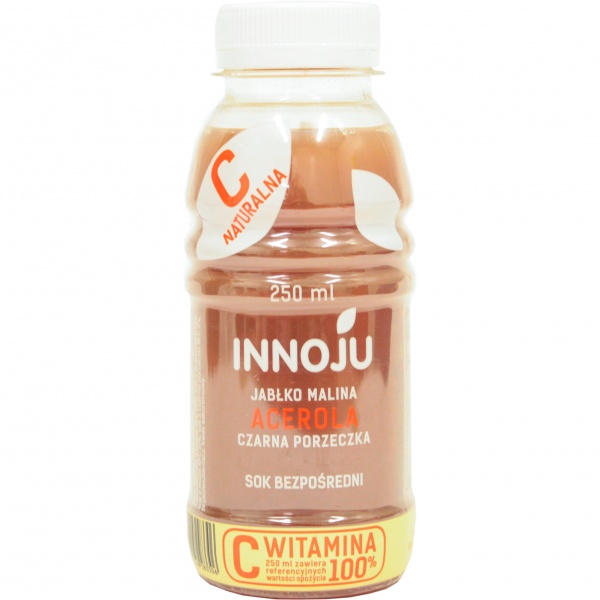 C
NATURALNA
250 ml
INNOJU
JABŁKO MALINA
ACEROLA
CZARNA PORZECZKA
SOK BEZPOŚREDNI
C WITAMINA
250 ml zawiera
referencyjnych
wartości spożycia
100%